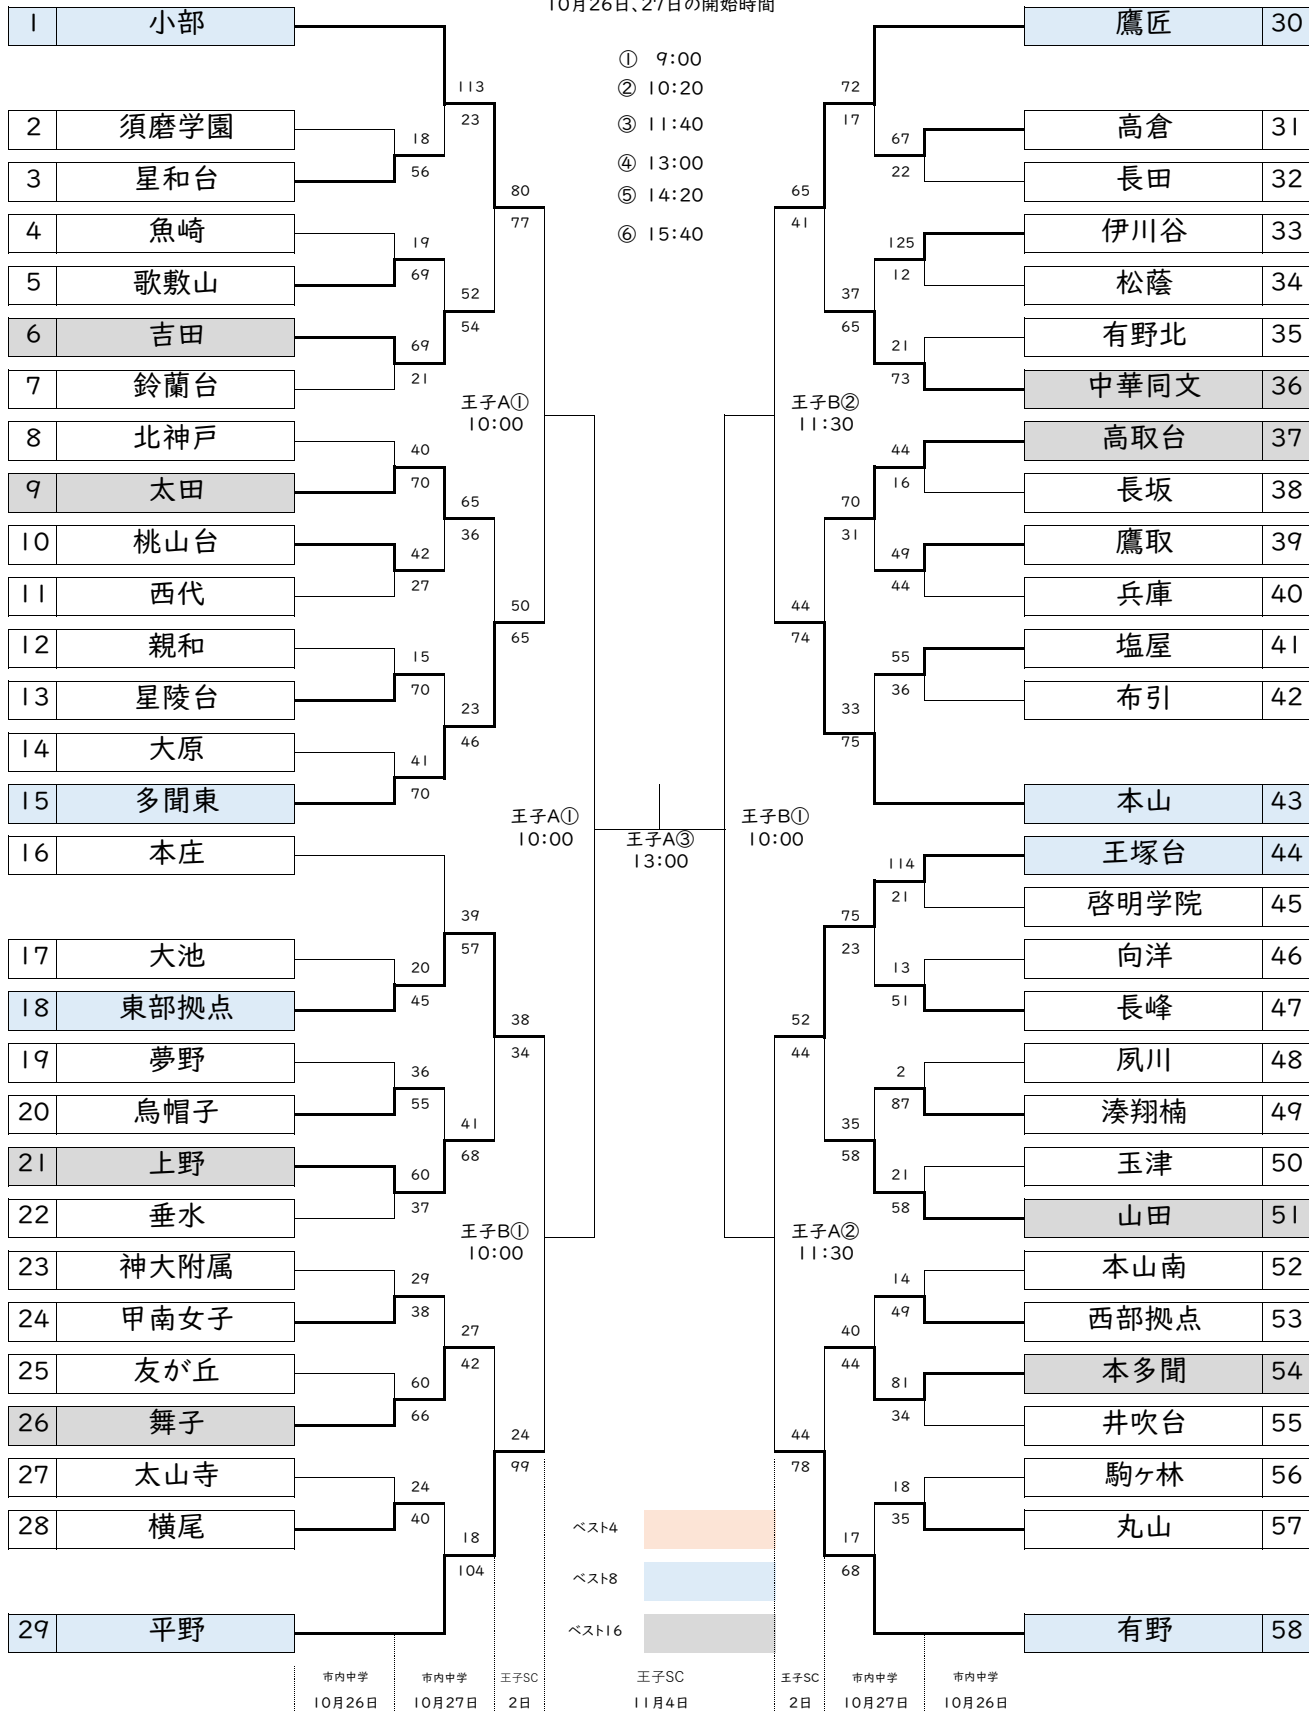 10月26日、27日の開始時間
① 9:00
② 10:20
③ 11:40
④ 13:00
⑤ 14:20
⑥ 15:40
1 小部
2 須磨学園
3 星和台
4 魚崎
5 歌敷山
6 吉田
7 鈴蘭台
8 北神戸
9 太田
10 桃山台
11 西代
12 親和
13 星陵台
14 大原
15 多聞東
16 本庄
17 大池
18 東部拠点
19 夢野
20 烏帽子
21 上野
22 垂水
23 神大附属
24 甲南女子
25 友が丘
26 舞子
27 太山寺
28 横尾
29 平野
18
56
19
69
69
21
40
70
42
27
15
70
41
70
20
45
36
55
60
37
29
38
60
66
24
40
113
23
52
54
65
36
23
46
39
57
41
68
27
42
18
104
80
77
50
65
38
34
24
99
王子A①
10:00
王子B①
10:00
王子A①
10:00
王子A③
13:00
王子B①
10:00
王子B②
11:30
王子A②
11:30
65
41
44
74
52
44
44
78
72
17
37
65
70
31
33
75
75
23
35
58
40
44
17
68
67
22
125
12
21
73
44
16
49
44
55
36
114
21
13
51
2
87
21
58
14
49
81
34
18
35
鷹匠 30
高倉 31
長田 32
伊川谷 33
松蔭 34
有野北 35
中華同文 36
高取台 37
長坂 38
鷹取 39
兵庫 40
塩屋 41
布引 42
本山 43
王塚台 44
啓明学院 45
向洋 46
長峰 47
夙川 48
湊翔楠 49
玉津 50
山田 51
本山南 52
西部拠点 53
本多聞 54
井吹台 55
駒ヶ林 56
丸山 57
有野 58
ベスト4
ベスト8
ベスト16
市内中学 市内中学 王子SC 王子SC 王子SC 市内中学 市内中学
10月26日 10月27日 2日 11月4日 2日 10月27日 10月26日